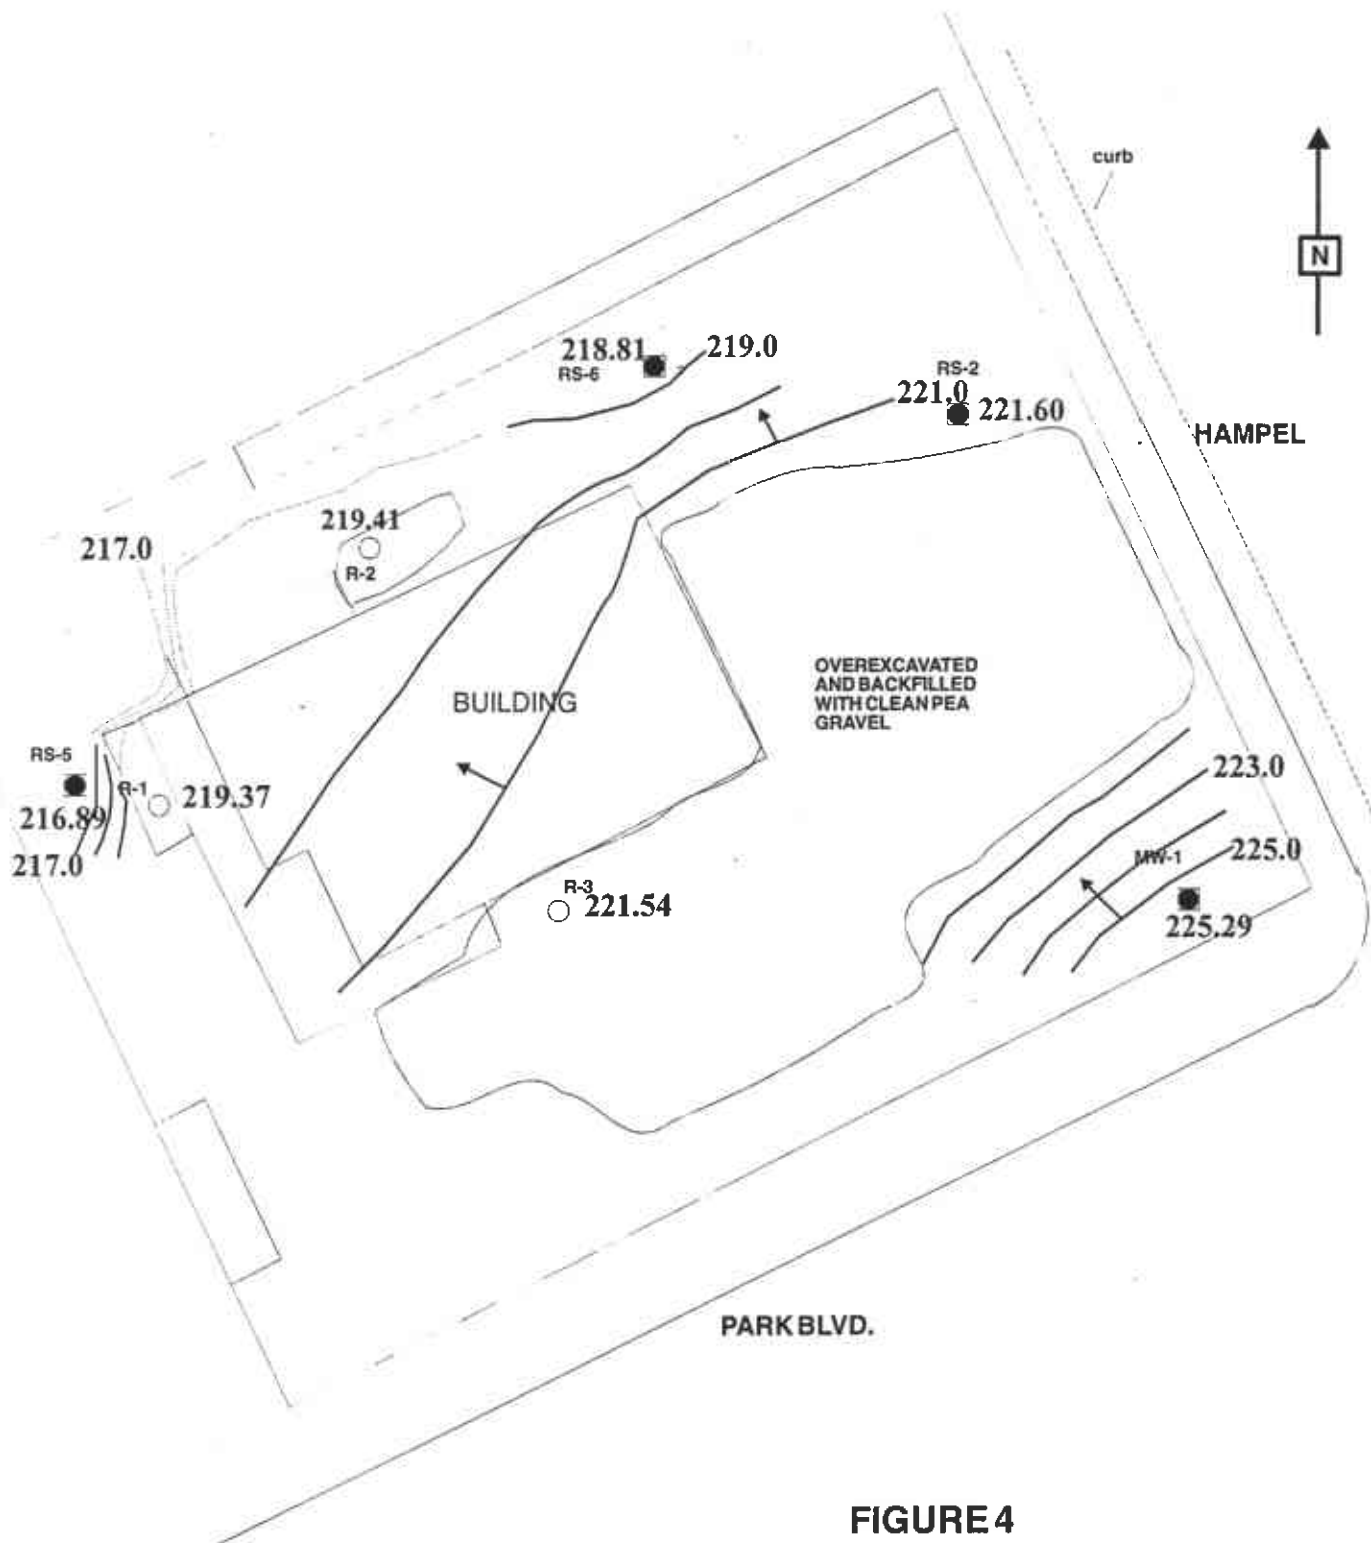 curb
N
218.81
219.0
RS-6
RS-2
221.0
221.60
HAMPEL
219.41
217.0
R-2
OVEREXCAVATED
AND BACKFILLED
WITH CLEAN PEA
GRAVEL
BUILDING
RS-5
R-1
219.37
216.89
217.0
223.0
MW-1
225.0
R-3
221.54
225.29
PARK BLVD.
FIGURE 4